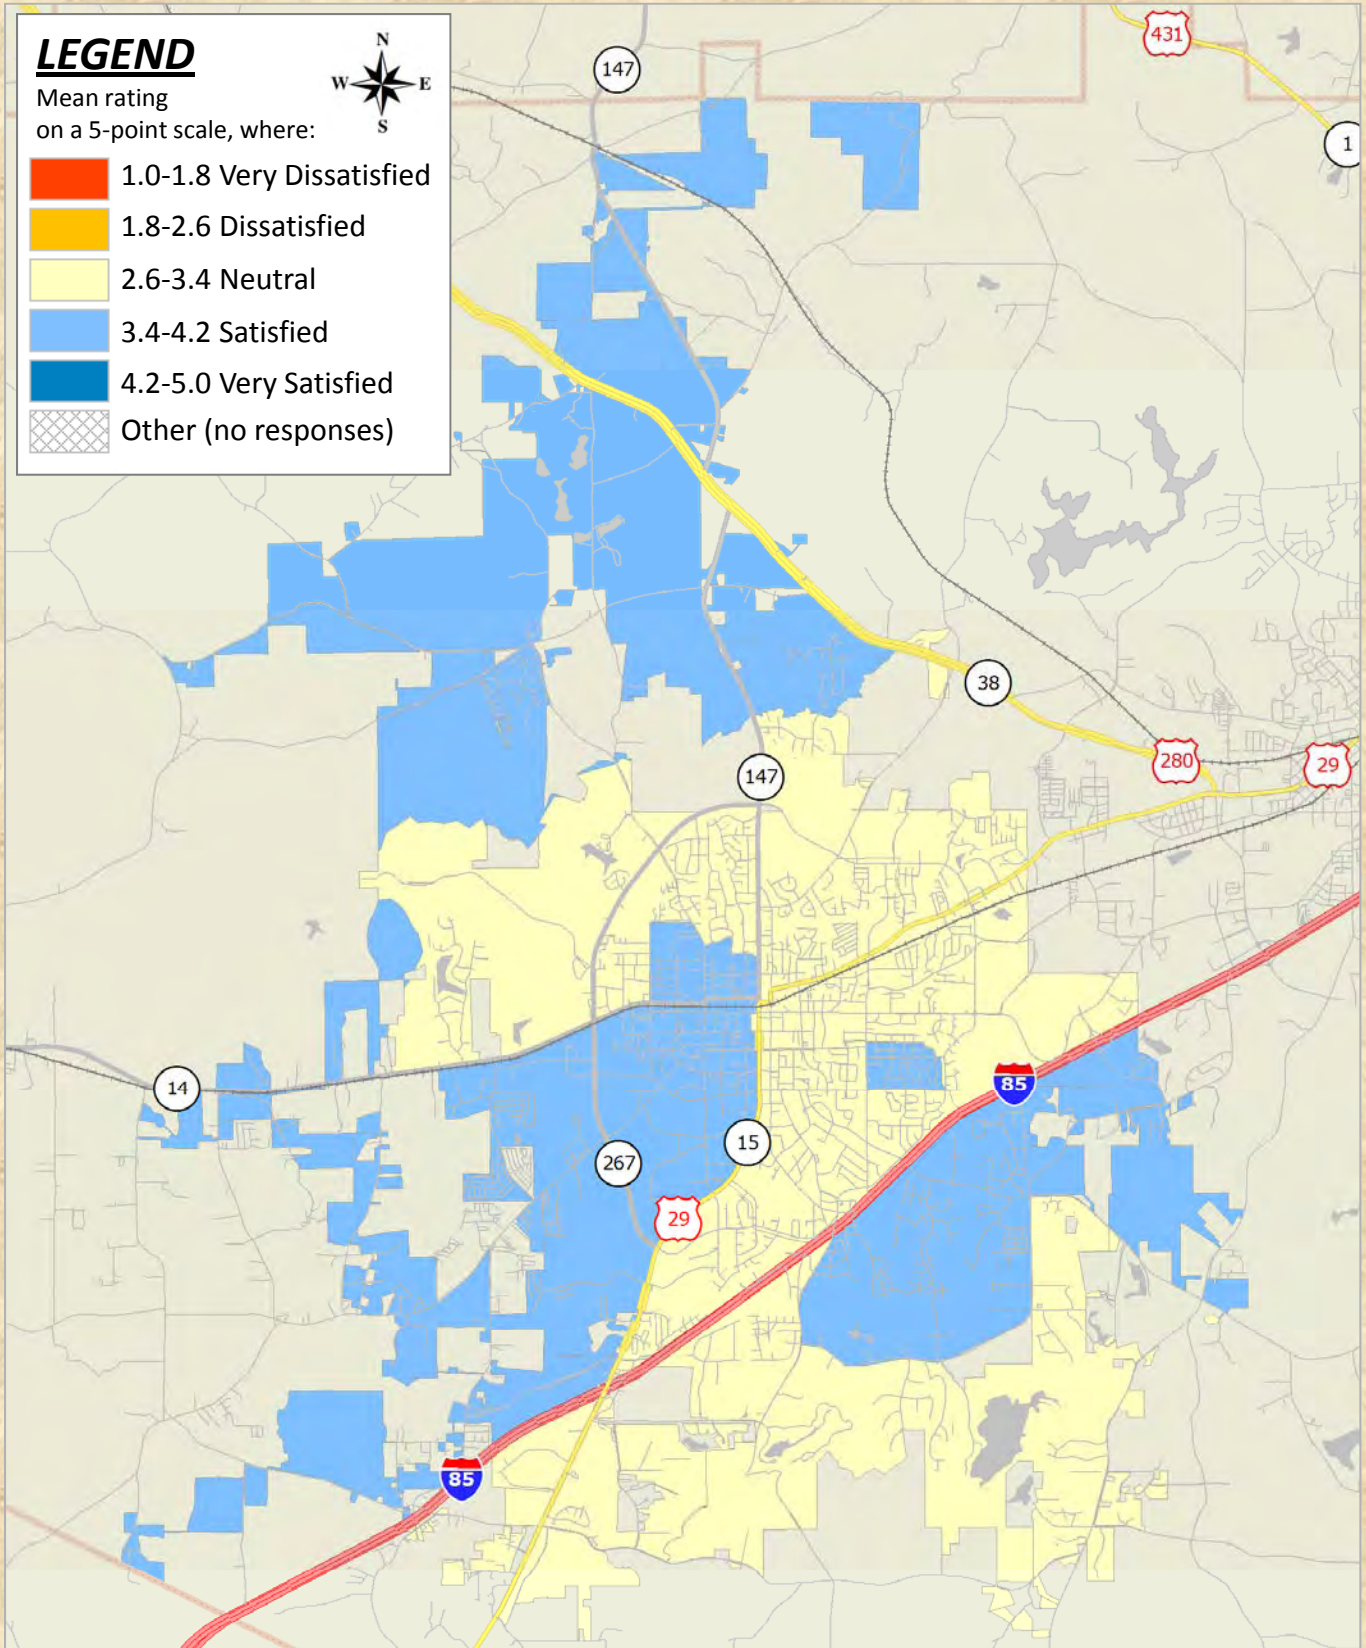 LEGEND
Mean rating
on a 5-point scale, where:
1.0-1.8 Very Dissatisfied
1.8-2.6 Dissatisfied
2.6-3.4 Neutral
3.4-4.2 Satisfied
4.2-5.0 Very Satisfied
Other (no responses)
N
W E
S
147
431
1
38
280
29
147
14
85
15
267
29
85